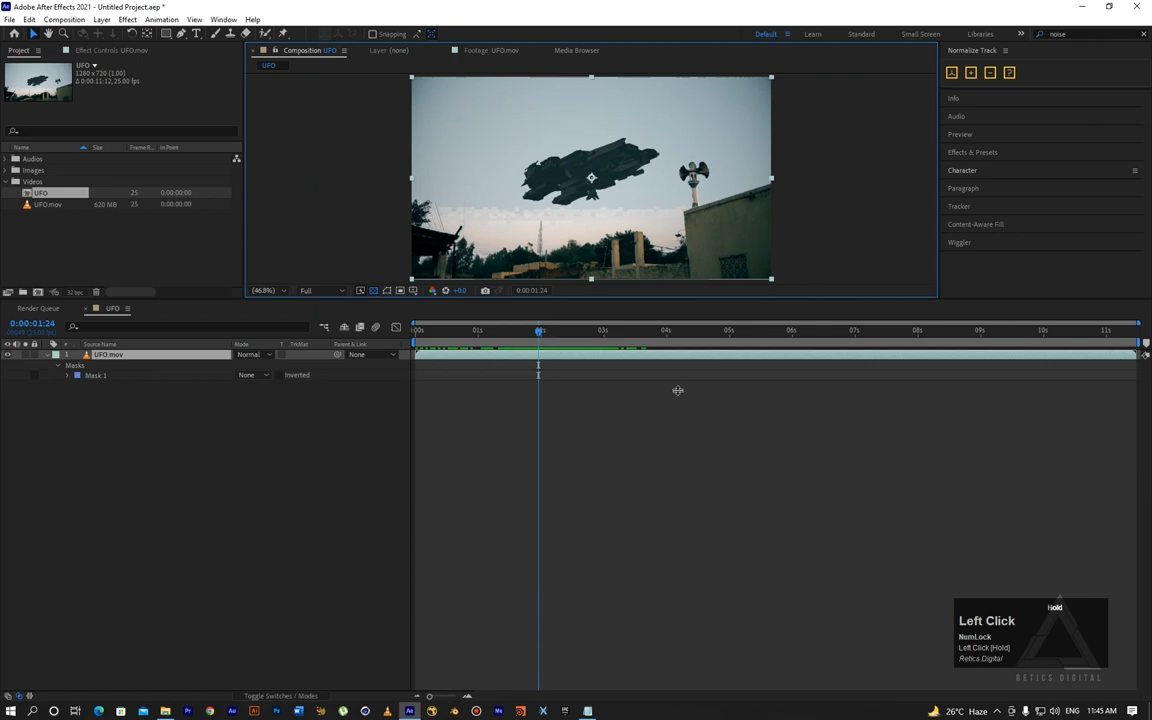 Adobe After Effects 2021 - Untitled Project.aep *
File Edit Composition Layer Effect Animation View Window Help
Snapping
Default Learn Standard Small Screen Libraries noise
Project Effect Controls UFO.mov
Composition UFO Layer (none) Footage UFO.mov Media Browser
Normalize Track
UFO
UFO
1280 x 720 (1.00)
Δ 0:00:11:12, 25.00 fps
Info
Audio
Preview
Effects & Presets
Character
Paragraph
Tracker
Content-Aware Fill
Wiggler
Name Size Frame R... In Point
Audios
Images
Videos
UFO 25 0:00:00:00
UFO.mov 620 MB 25 0:00:00:00
32 bpc
(46.8%) Full +0.0 0:00:01:24
Render Queue UFO
0:00:01:24
:00s 01s 02s 03s 04s 05s 06s 07s 08s 09s 10s 11s
# Source Name Mode T .TrkMat Parent & Link
1 UFO.mov Normal None
Masks
Mask 1 None Inverted
Hold
Left Click
NumLock
Left Click [Hold]
Retics Digital
RETICS DIGITAL
Toggle Switches / Modes
26°C Haze ENG 11:45 AM